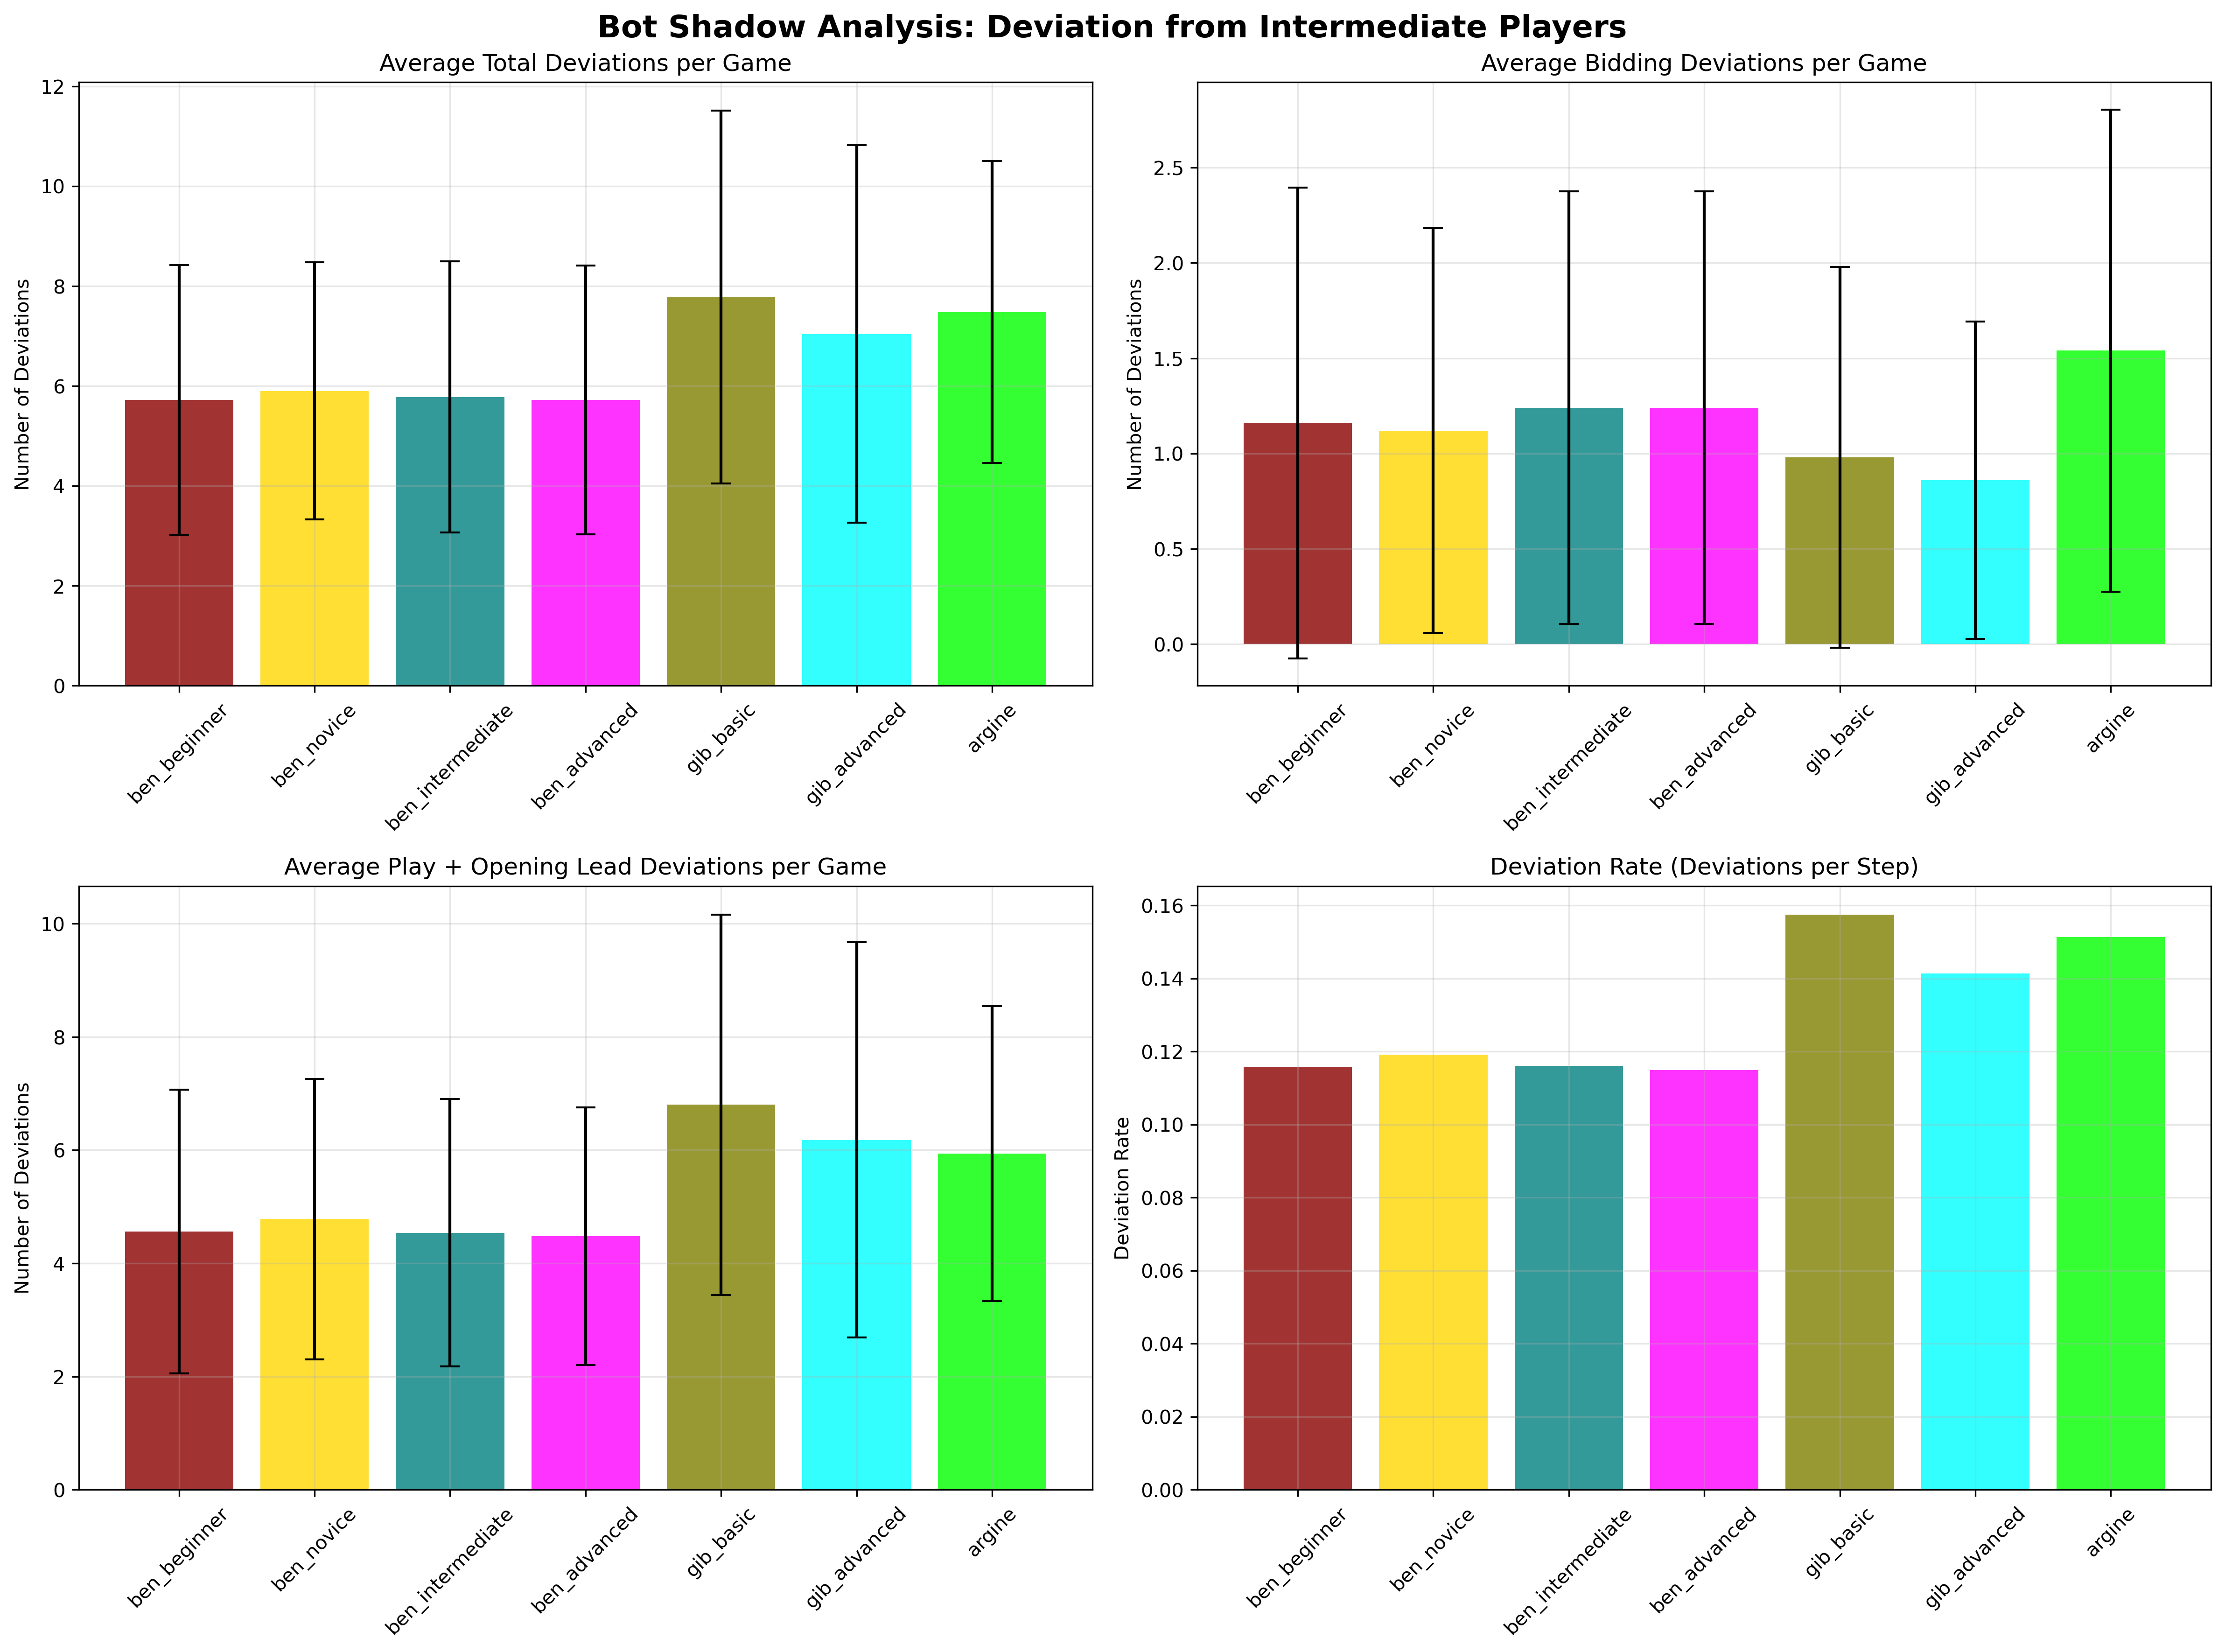 Bot Shadow Analysis: Deviation from Intermediate Players
Average Total Deviations per Game
Number of Deviations
12
10
8
6
4
2
0
ben_beginner
ben_novice
ben_intermediate
ben_advanced
gib_basic
gib_advanced
argine
Average Bidding Deviations per Game
Number of Deviations
2.5
2.0
1.5
1.0
0.5
0.0
ben_beginner
ben_novice
ben_intermediate
ben_advanced
gib_basic
gib_advanced
argine
Average Play + Opening Lead Deviations per Game
Number of Deviations
10
8
6
4
2
0
ben_beginner
ben_novice
ben_intermediate
ben_advanced
gib_basic
gib_advanced
argine
Deviation Rate (Deviations per Step)
Deviation Rate
0.16
0.14
0.12
0.10
0.08
0.06
0.04
0.02
0.00
ben_beginner
ben_novice
ben_intermediate
ben_advanced
gib_basic
gib_advanced
argine